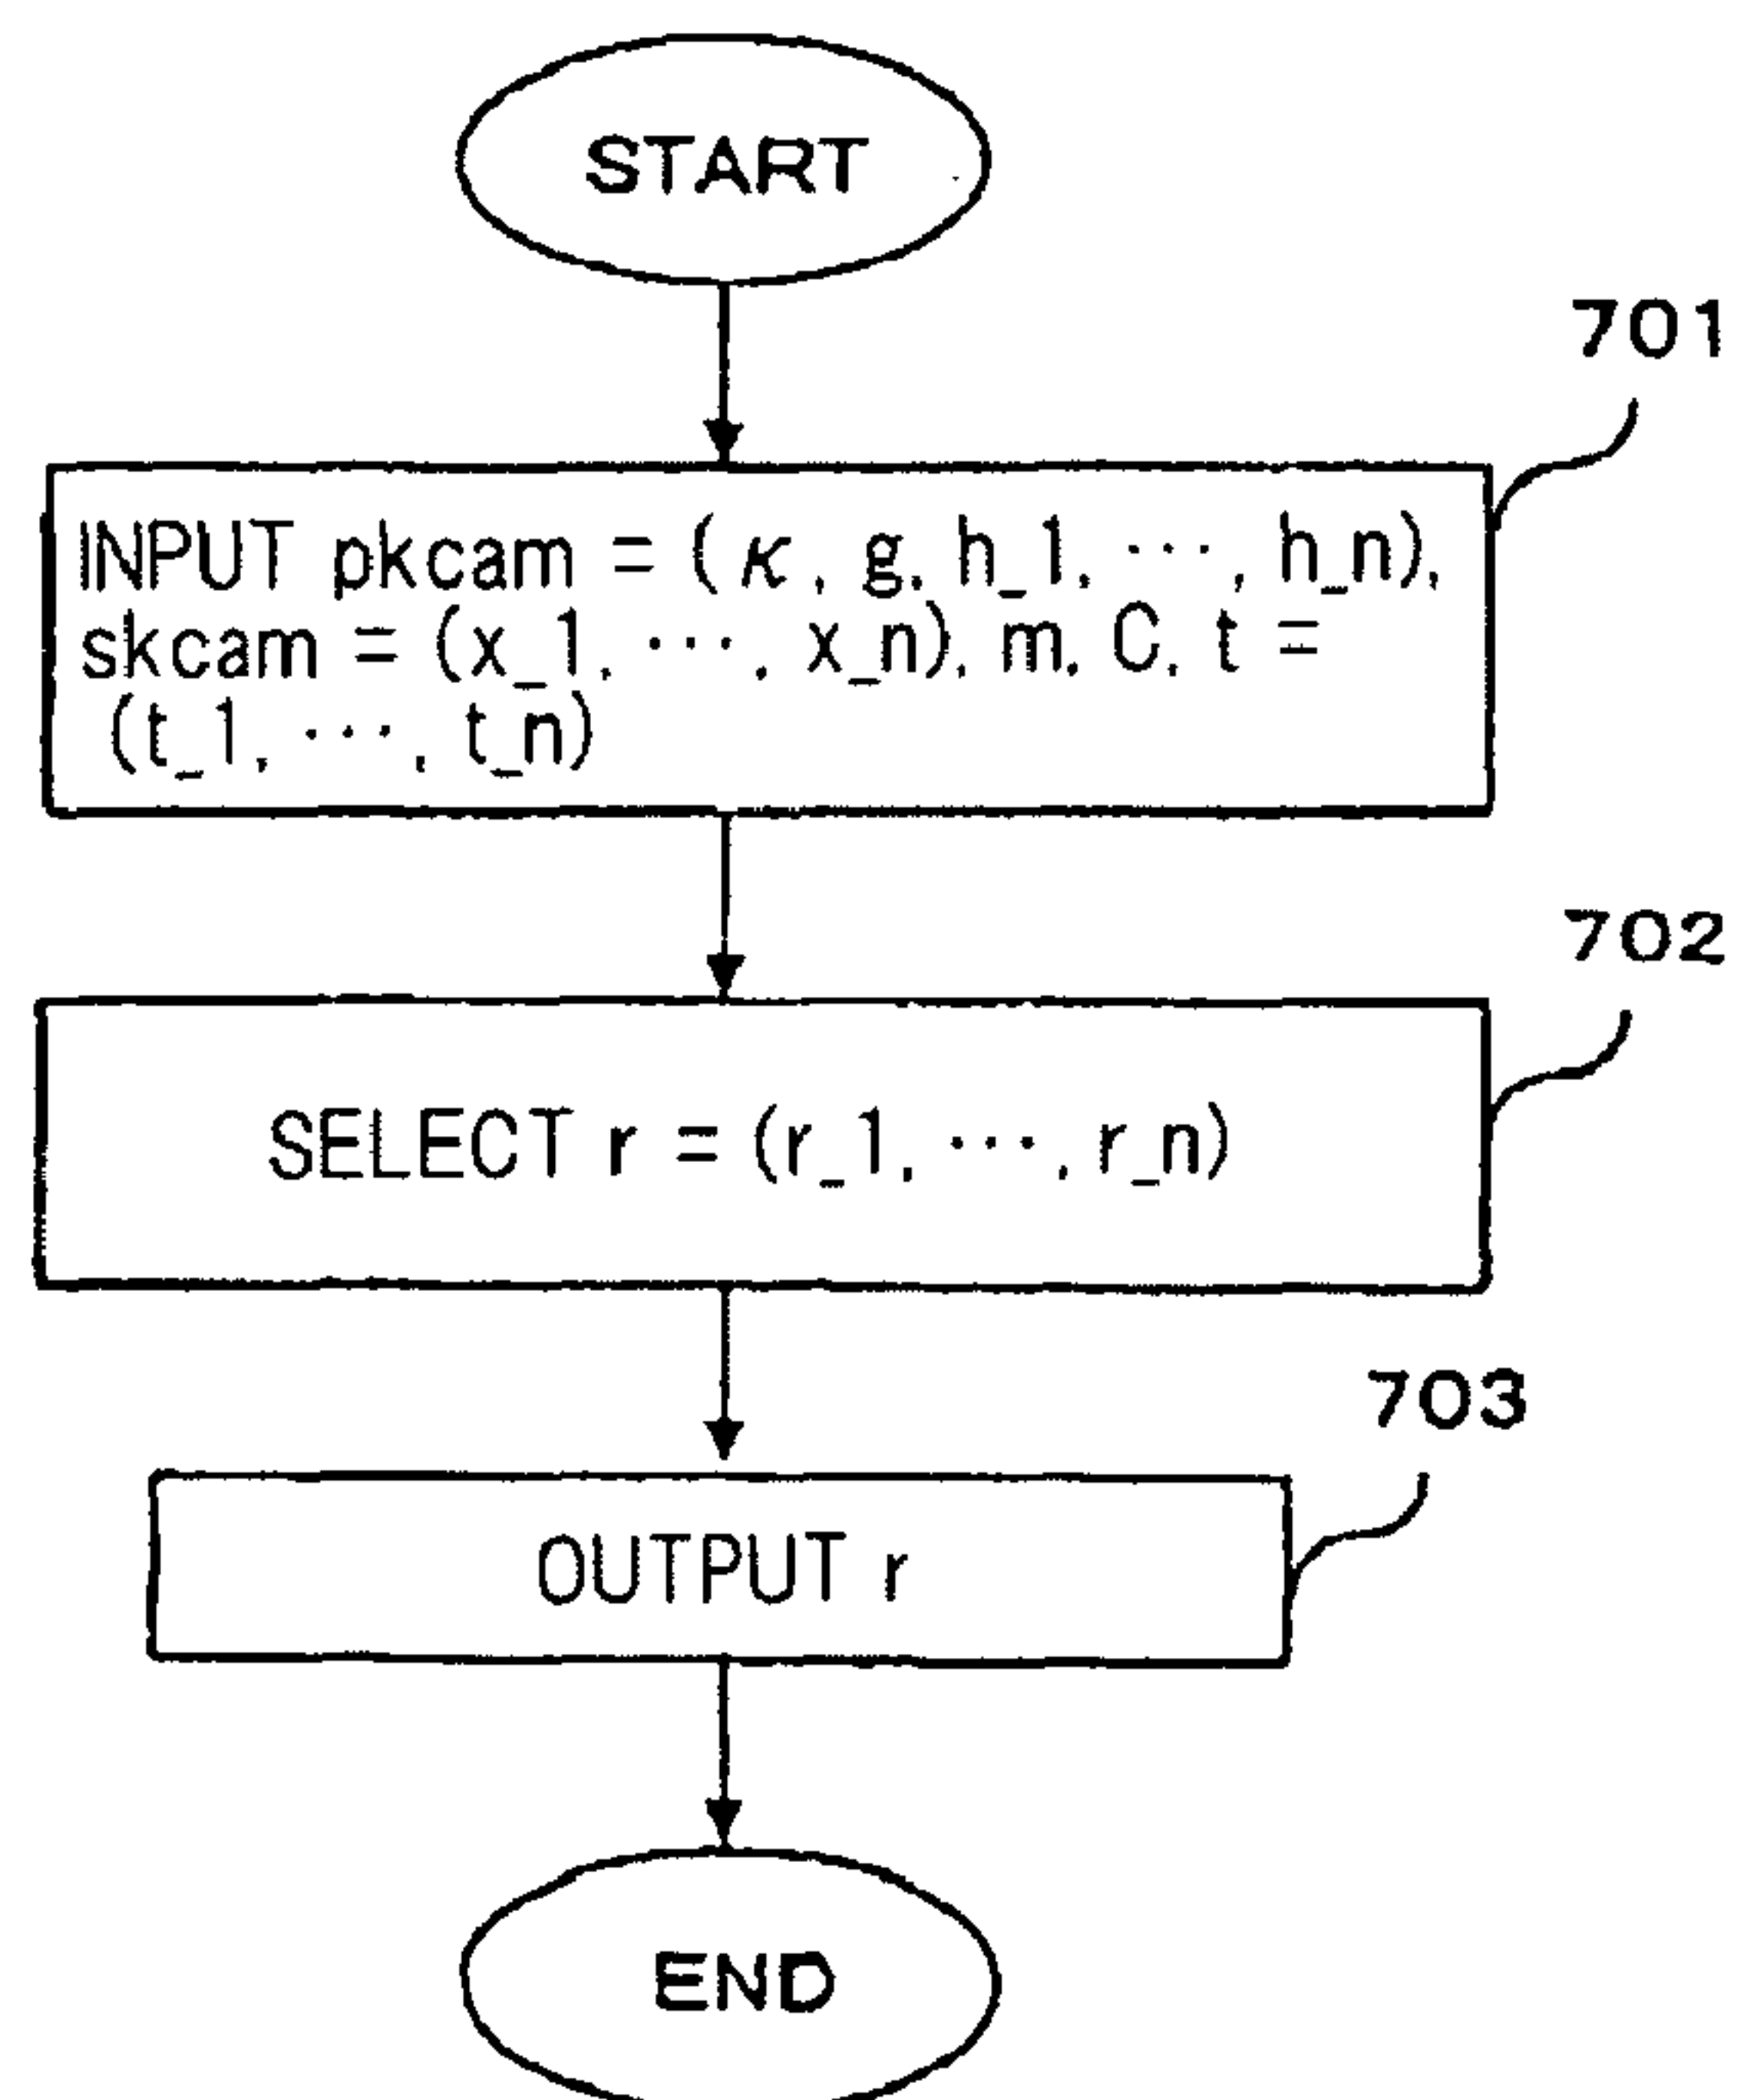 START
701
INPUT pkcam = (κ, g, h_1, ···, h_n),
skcam = (x_1, ···, x_n), m, C, t =
(t_1, ···, t_n)
702
SELECT r = (r_1, ···, r_n)
703
OUTPUT r
END